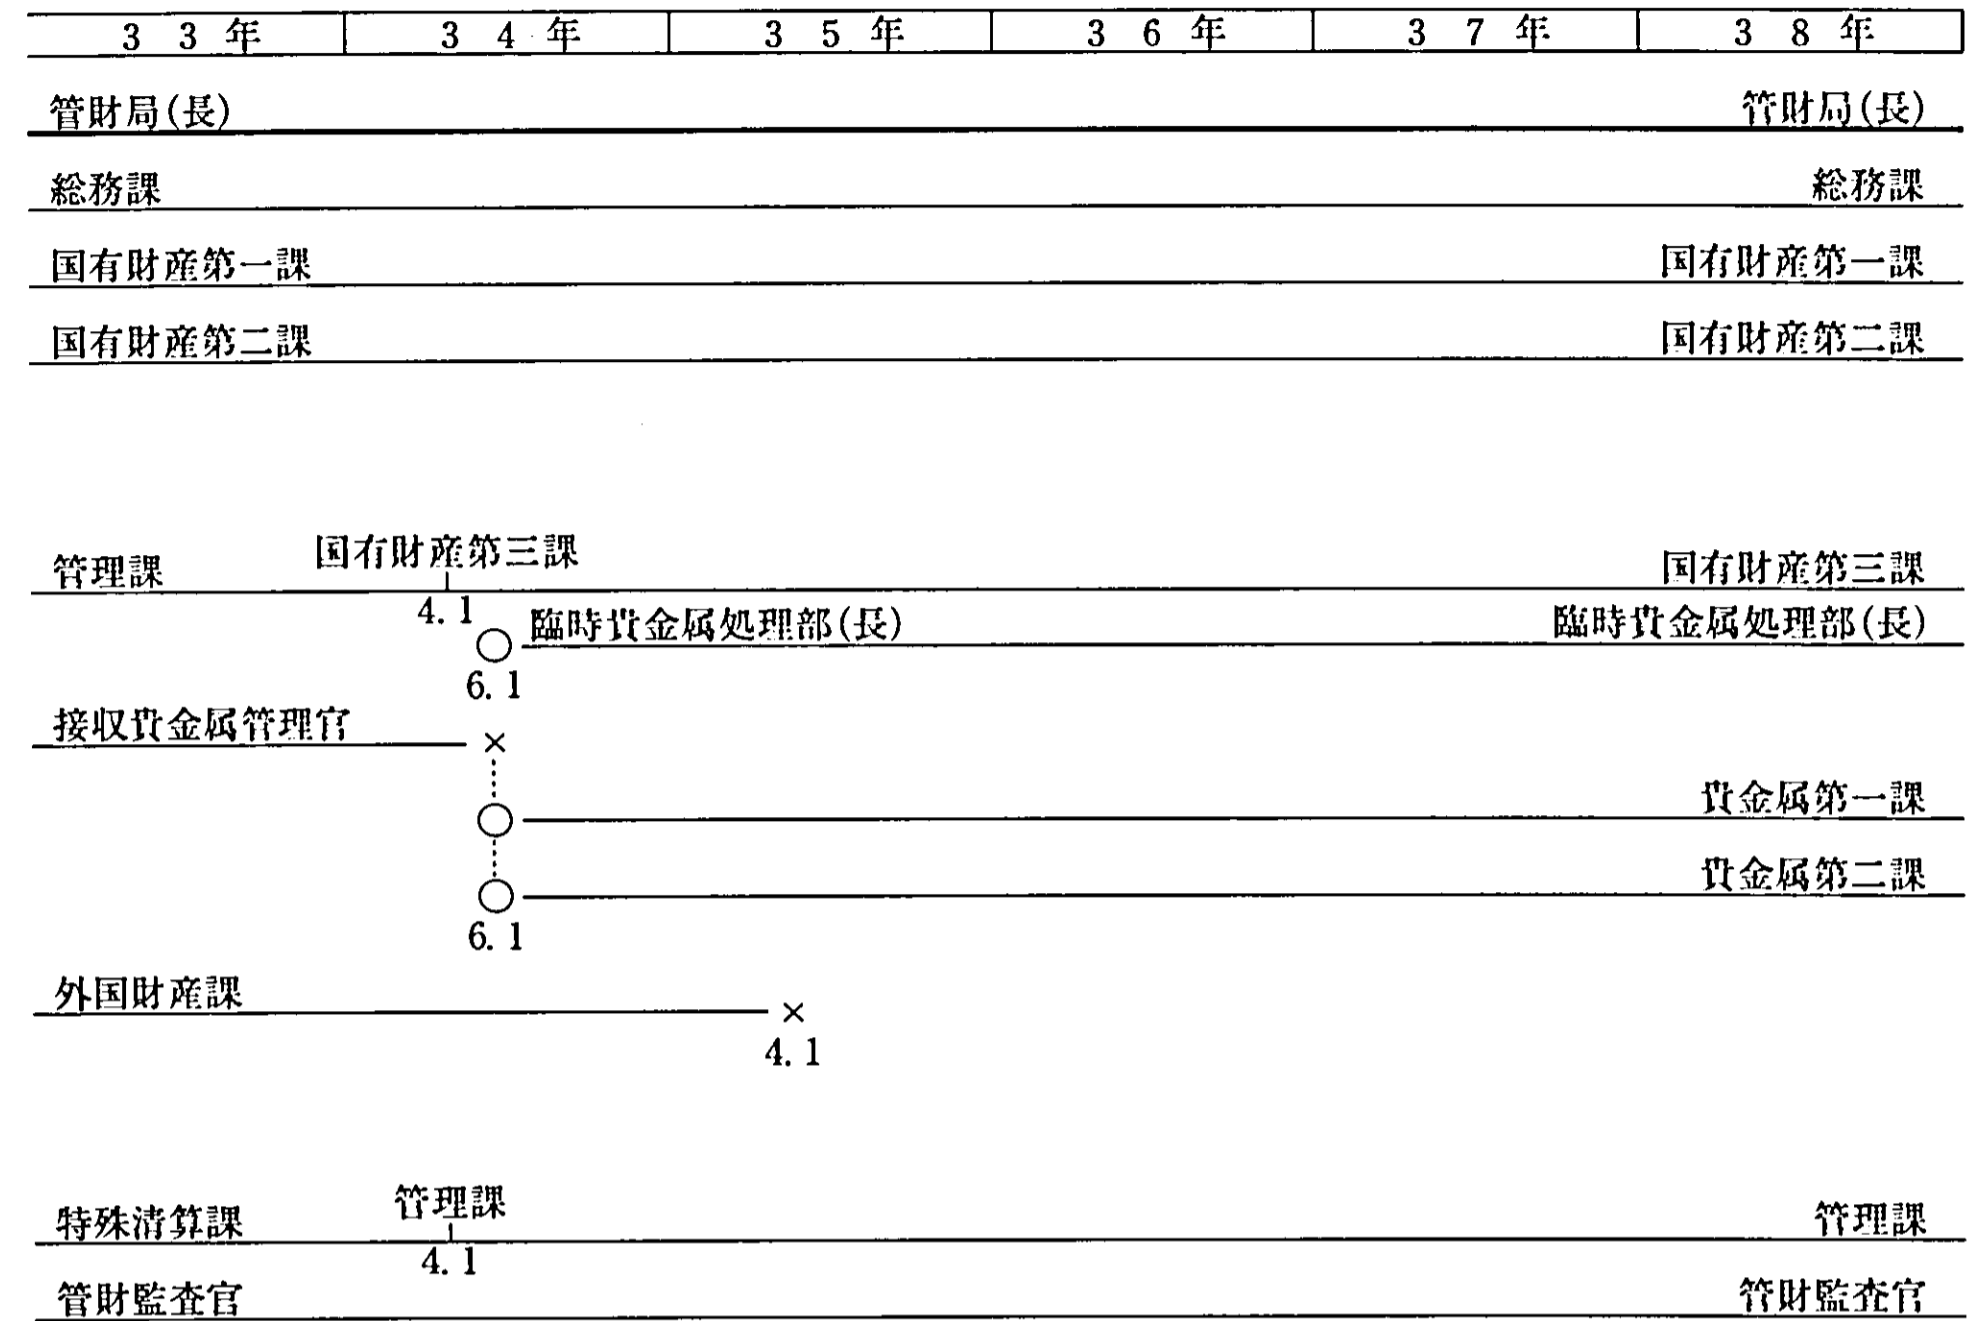 33年 34年 35年 36年 37年 38年
管財局(長) 管財局(長)
総務課 総務課
国有財産第一課 国有財産第一課
国有財産第二課 国有財産第二課
管理課 国有財産第三課 国有財産第三課
4.1
臨時貴金属処理部(長) 臨時貴金属処理部(長)
6.1
接収貴金属管理官 ×
貴金属第一課
貴金属第二課
6.1
外国財産課 ×
4.1
特殊清算課 管理課 管理課
4.1
管財監査官 管財監査官